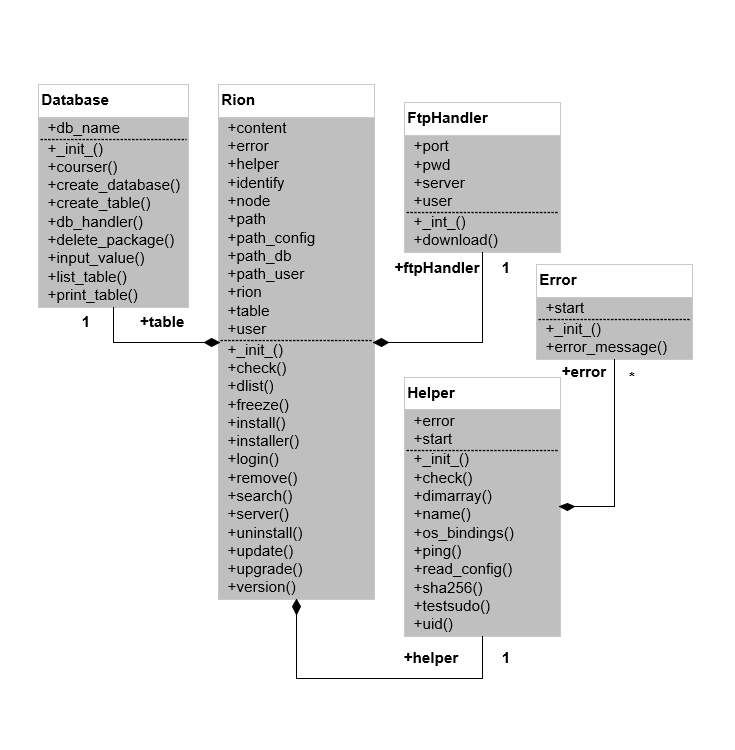 Database
+db_name
+_init_()
+courser()
+create_database()
+create_table()
+db_handler()
+delete_package()
+input_value()
+list_table()
+print_table()
1
+table
Rion
+content
+error
+helper
+identify
+node
+path
+path_config
+path_db
+path_user
+rion
+table
+user
+_init_()
+check()
+dlist()
+freeze()
+install()
+installer()
+login()
+remove()
+search()
+server()
+uninstall()
+update()
+upgrade()
+version()
FtpHandler
+port
+pwd
+server
+user
+_int_()
+download()
+ftpHandler
1
Error
+start
+_init_()
+error_message()
+error
*
Helper
+error
+start
+_init_()
+check()
+dimarray()
+name()
+os_bindings()
+ping()
+read_config()
+sha256()
+testsudo()
+uid()
+helper
1